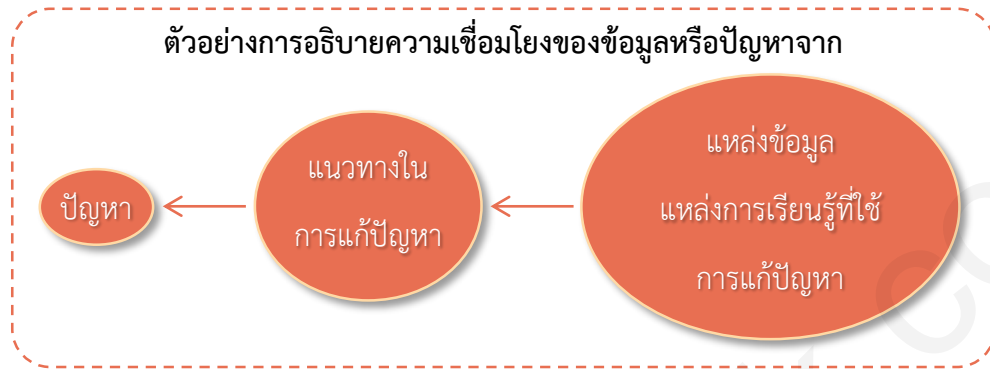 ตัวอย่างการอธิบายความเชื่อมโยงของข้อมูลหรือปัญหาจาก
ปัญหา
แนวทางใน
การแก้ปัญหา
แหล่งข้อมูล
แหล่งการเรียนรู้ที่ใช้
การแก้ปัญหา